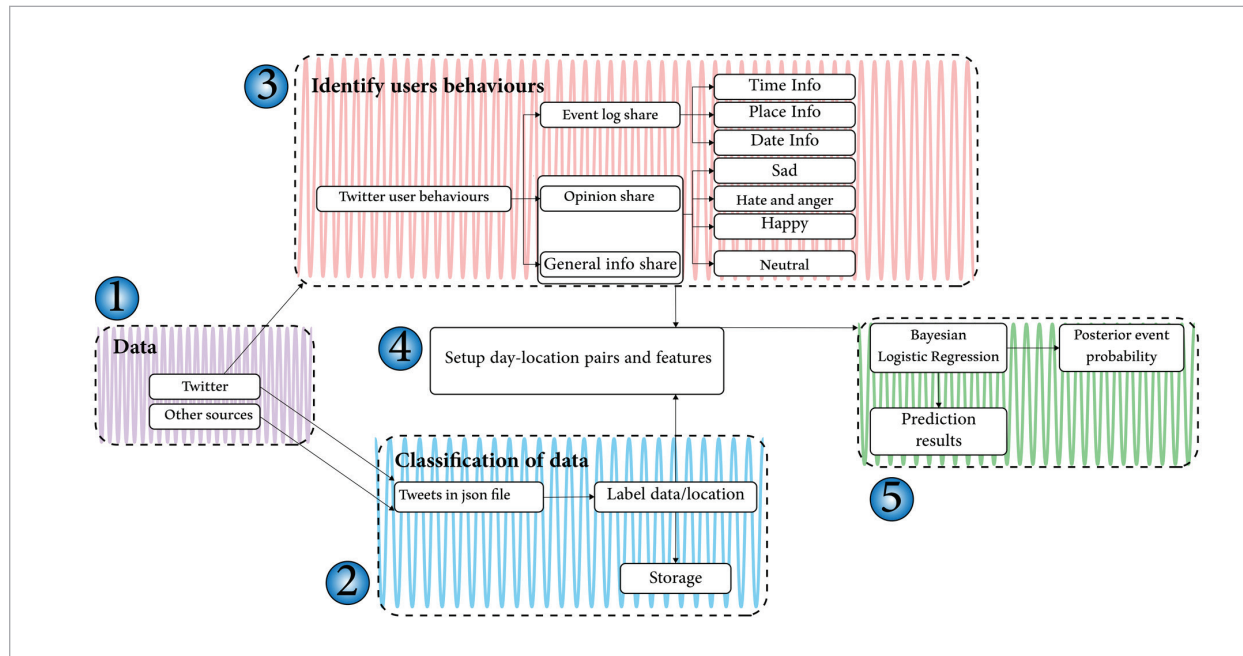 3
Identify users behaviours
Time Info
Event log share
Place Info
Date Info
Sad
Twitter user behaviours
Opinion share
Hate and anger
Happy
General info share
Neutral
1
Data
Twitter
Other sources
4
Setup day-location pairs and features
Bayesian
Logistic Regression
Posterior event
probability
Prediction
results
5
Classification of data
Tweets in json file
Label data/location
Storage
2